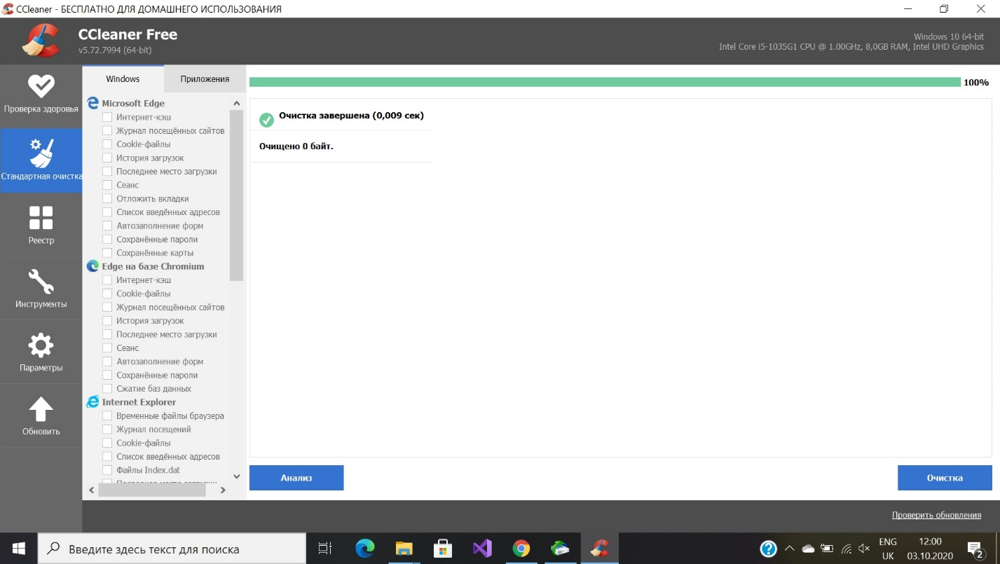 CCleaner - БЕСПЛАТНО ДЛЯ ДОМАШНЕГО ИСПОЛЬЗОВАНИЯ
CCleaner Free
v5.72.7994 (64-bit)
Windows 10 64-bit
Intel Core i5-1035G1 CPU @ 1.00GHz, 8,0GB RAM, Intel UHD Graphics
Проверка здоровья
Стандартная очистка
Реестр
Инструменты
Параметры
Обновить
Windows
Приложения
Microsoft Edge
Интернет-кэш
Журнал посещённых сайтов
Cookie-файлы
История загрузок
Последнее место загрузки
Сеанс
Отложить вкладки
Список введённых адресов
Автозаполнение форм
Сохранённые пароли
Сохранённые карты
Edge на базе Chromium
Интернет-кэш
Cookie-файлы
Журнал посещённых сайтов
История загрузок
Последнее место загрузки
Сеанс
Автозаполнение форм
Сохранённые пароли
Сжатие баз данных
Internet Explorer
Временные файлы браузера
Журнал посещений
Cookie-файлы
Список введённых адресов
Файлы Index.dat
100%
Очистка завершена (0,009 сек)
Очищено 0 байт.
Анализ
Очистка
Проверить обновления
Введите здесь текст для поиска
ENG
UK
12:00
03.10.2020
2